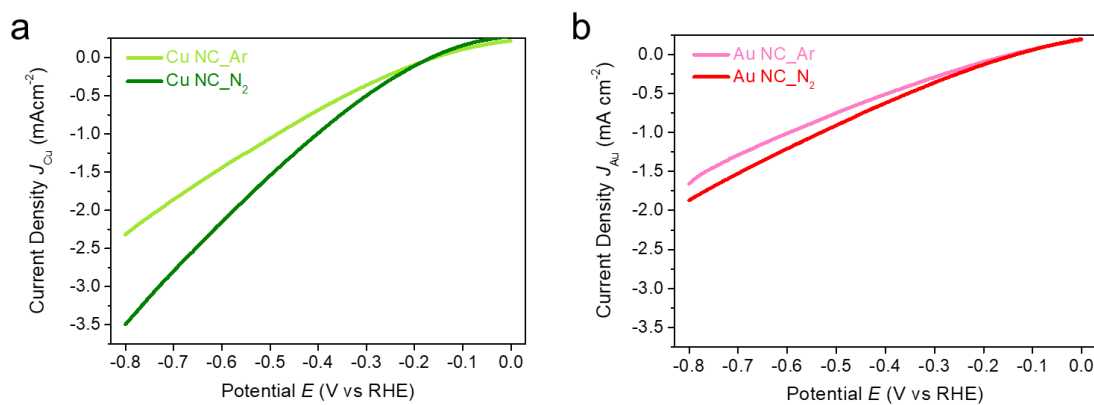 a
Cu NC_Ar
Cu NC_N₂
Current Density J_Cu (mAcm⁻²)
0.0
-0.5
-1.0
-1.5
-2.0
-2.5
-3.0
-3.5
-0.8 -0.7 -0.6 -0.5 -0.4 -0.3 -0.2 -0.1 0.0
Potential E (V vs RHE)
b
Au NC_Ar
Au NC_N₂
Current Density J_Au (mA cm⁻²)
0.0
-0.5
-1.0
-1.5
-2.0
-2.5
-3.0
-3.5
-0.8 -0.7 -0.6 -0.5 -0.4 -0.3 -0.2 -0.1 0.0
Potential E (V vs RHE)